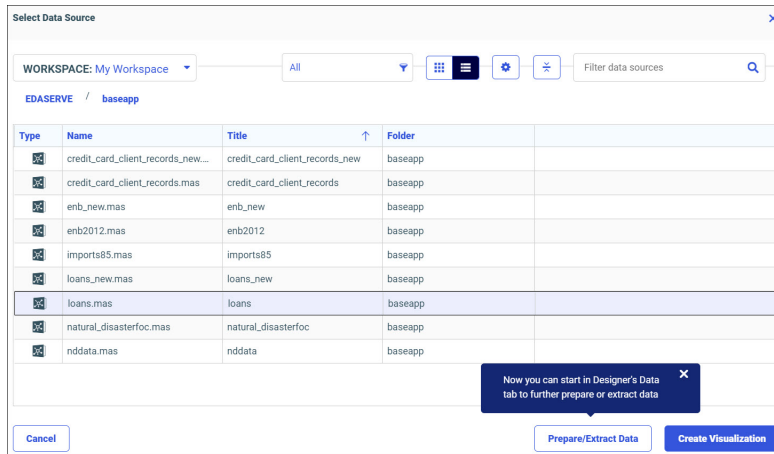 Select Data Source
WORKSPACE: My Workspace
All
Filter data sources
EDASERVE / baseapp
Type Name Title Folder
credit_card_client_records_new.... credit_card_client_records_new baseapp
credit_card_client_records.mas credit_card_client_records baseapp
enb_new.mas enb_new baseapp
enb2012.mas enb2012 baseapp
imports85.mas imports85 baseapp
loans_new.mas loans_new baseapp
loans.mas loans baseapp
natural_disasterfoc.mas natural_disasterfoc baseapp
nddata.mas nddata baseapp
Now you can start in Designer's Data
tab to further prepare or extract data
Cancel
Prepare/Extract Data
Create Visualization